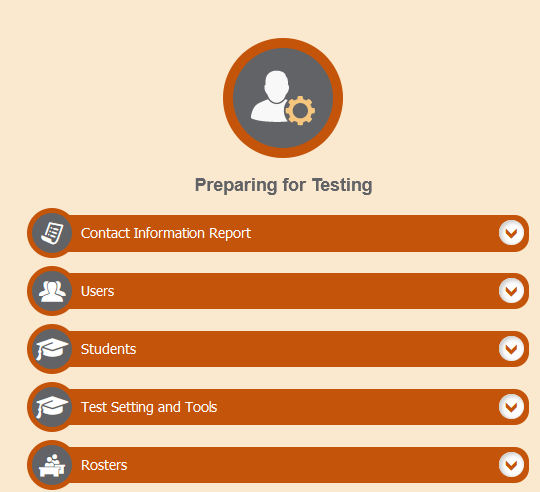 Preparing for Testing
Contact Information Report
Users
Students
Test Setting and Tools
Rosters